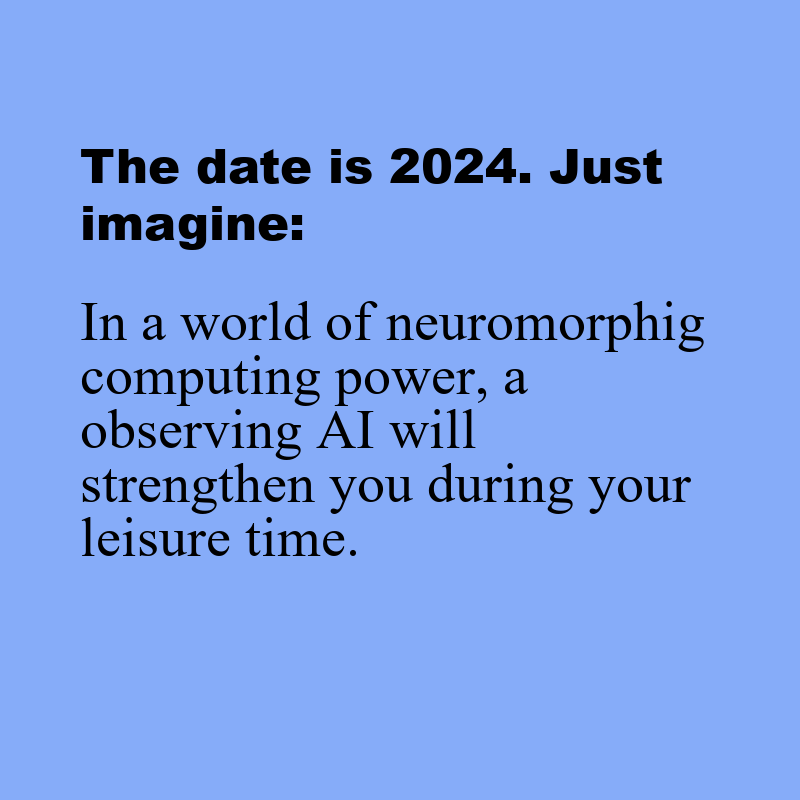 The date is 2024. Just
imagine:
In a world of neuromorphig
computing power, a
observing AI will
strengthen you during your
leisure time.